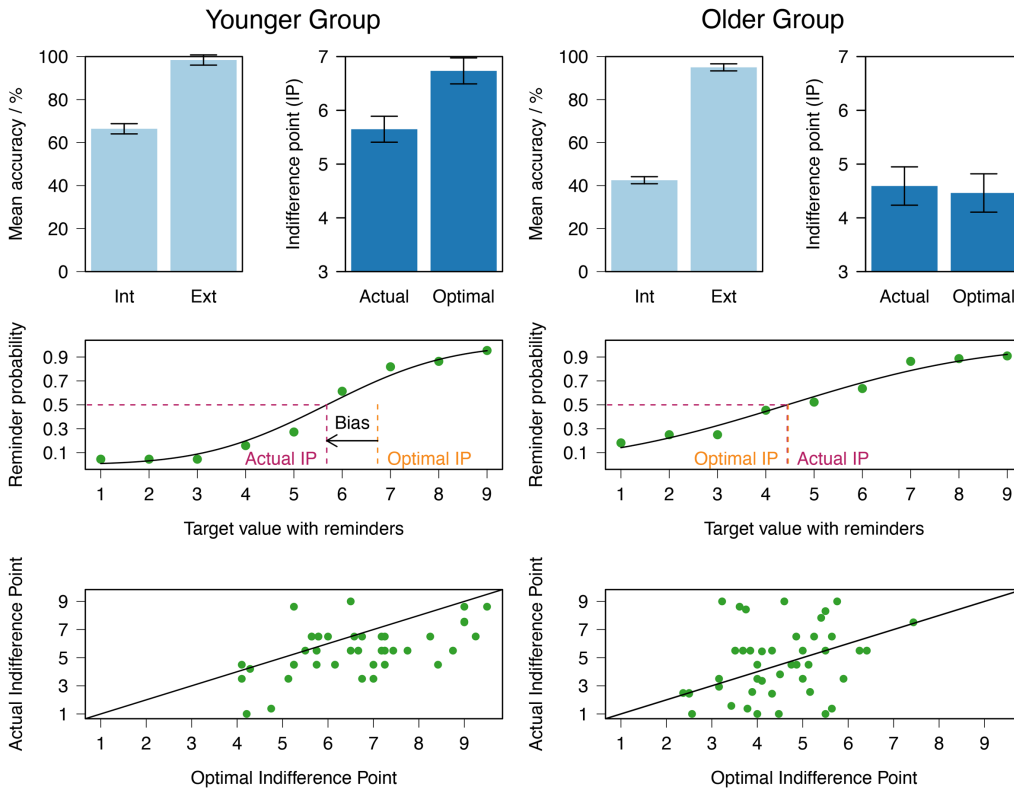 Younger Group
Mean accuracy / %
100
80
60
40
20
0
Int Ext
Indifference point (IP)
7
6
5
4
3
Actual Optimal
Reminder probability
0.9
0.7
0.5
0.3
0.1
Bias
Actual IP Optimal IP
1 2 3 4 5 6 7 8 9
Target value with reminders
Actual Indifference Point
9
7
5
3
1
1 2 3 4 5 6 7 8 9
Optimal Indifference Point
Older Group
Mean accuracy / %
100
80
60
40
20
0
Int Ext
Indifference point (IP)
7
6
5
4
3
Actual Optimal
Reminder probability
0.9
0.7
0.5
0.3
0.1
Optimal IP Actual IP
1 2 3 4 5 6 7 8 9
Target value with reminders
Actual Indifference Point
9
7
5
3
1
1 2 3 4 5 6 7 8 9
Optimal Indifference Point